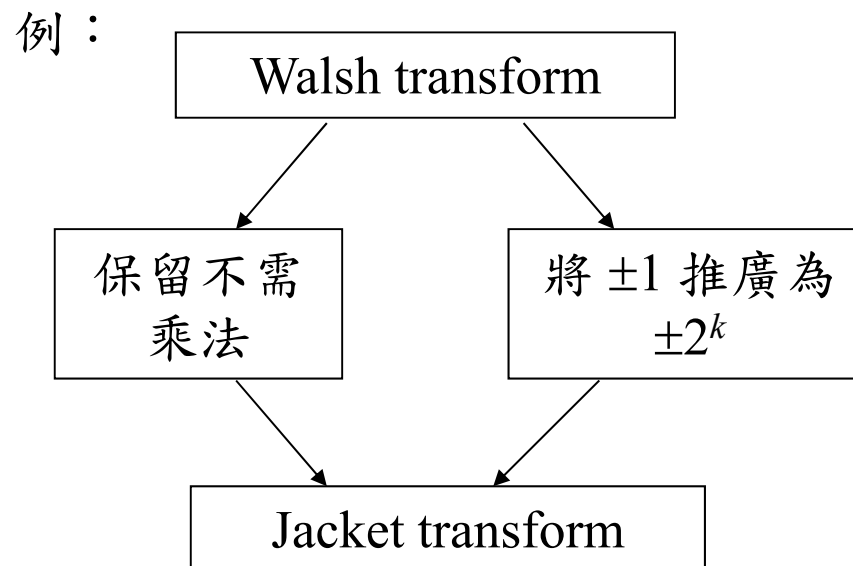 例：
Walsh transform
保留不需
乘法
將 ±1 推廣為
±2^k
Jacket transform